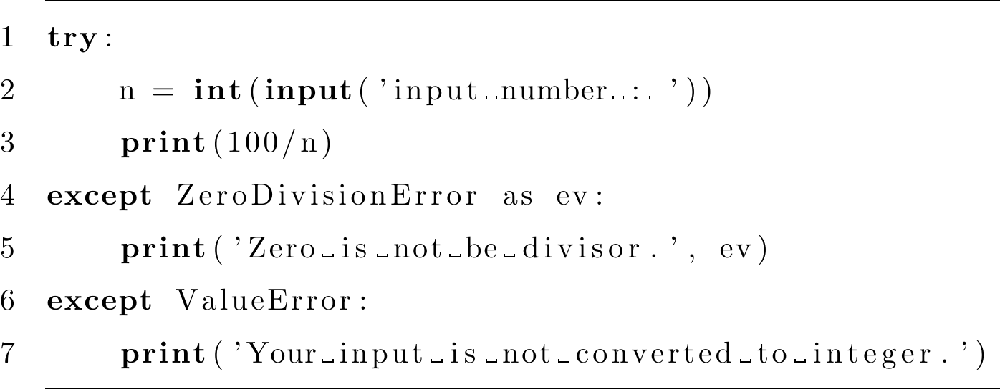 1 try:
2     n = int(input('input␣number␣:␣'))
3     print(100/n)
4 except ZeroDivisionError as ev:
5     print('Zero␣is␣not␣be␣divisor.', ev)
6 except ValueError:
7     print('Your␣input␣is␣not␣converted␣to␣integer.')